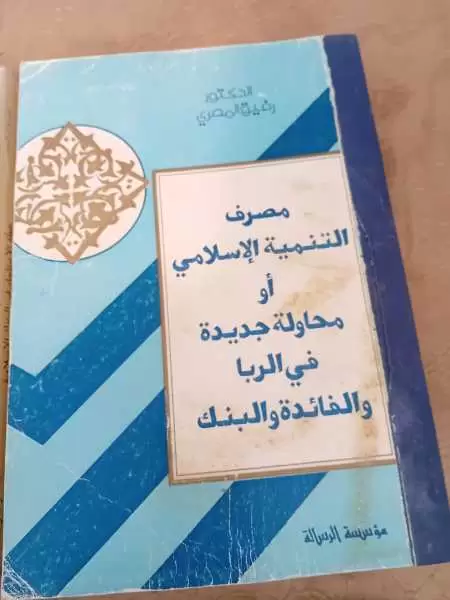 الدكتور
رفيق المصري
مصرف
التنمية الإسلامي
أو
محاولة جديدة
في الربا
والفائدة والبنك
مؤسسة الرسالة